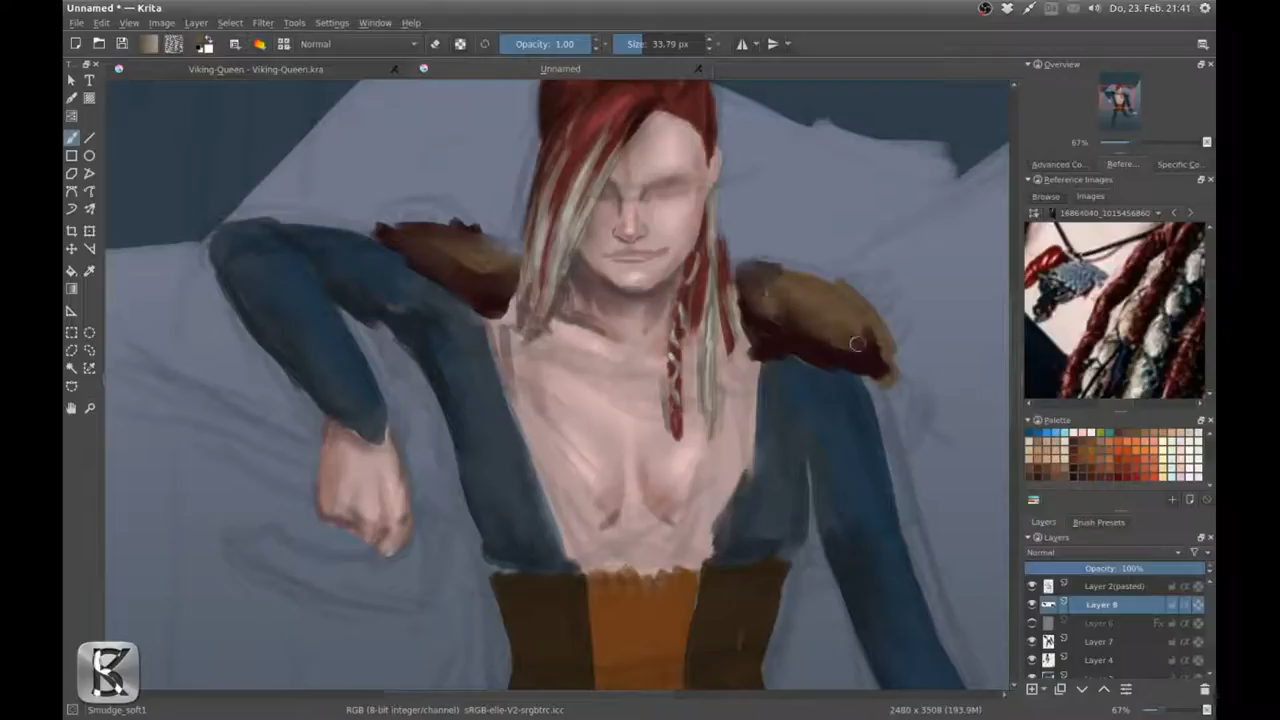 Unnamed * — Krita
Do, 23. Feb. 21:41
File Edit View Image Layer Select Filter Tools Settings Window Help
Normal
Opacity: 1.00
Size: 33.79 px
T...
Viking-Queen - Viking-Queen.kra
Unnamed
Overview
67%
Advanced Co...
Refere...
Specific Co...
Reference Images
Browse
Images
16864040_1015456860
Palette
Layers
Brush Presets
Layers
Normal
Opacity: 100%
Layer 2(pasted)
Layer 8
Layer 6
Layer 7
Layer 4
Smudge_soft1
RGB (8-bit integer/channel) sRGB-elle-V2-srgbtrc.icc
2480 x 3508 (193.9M)
67%